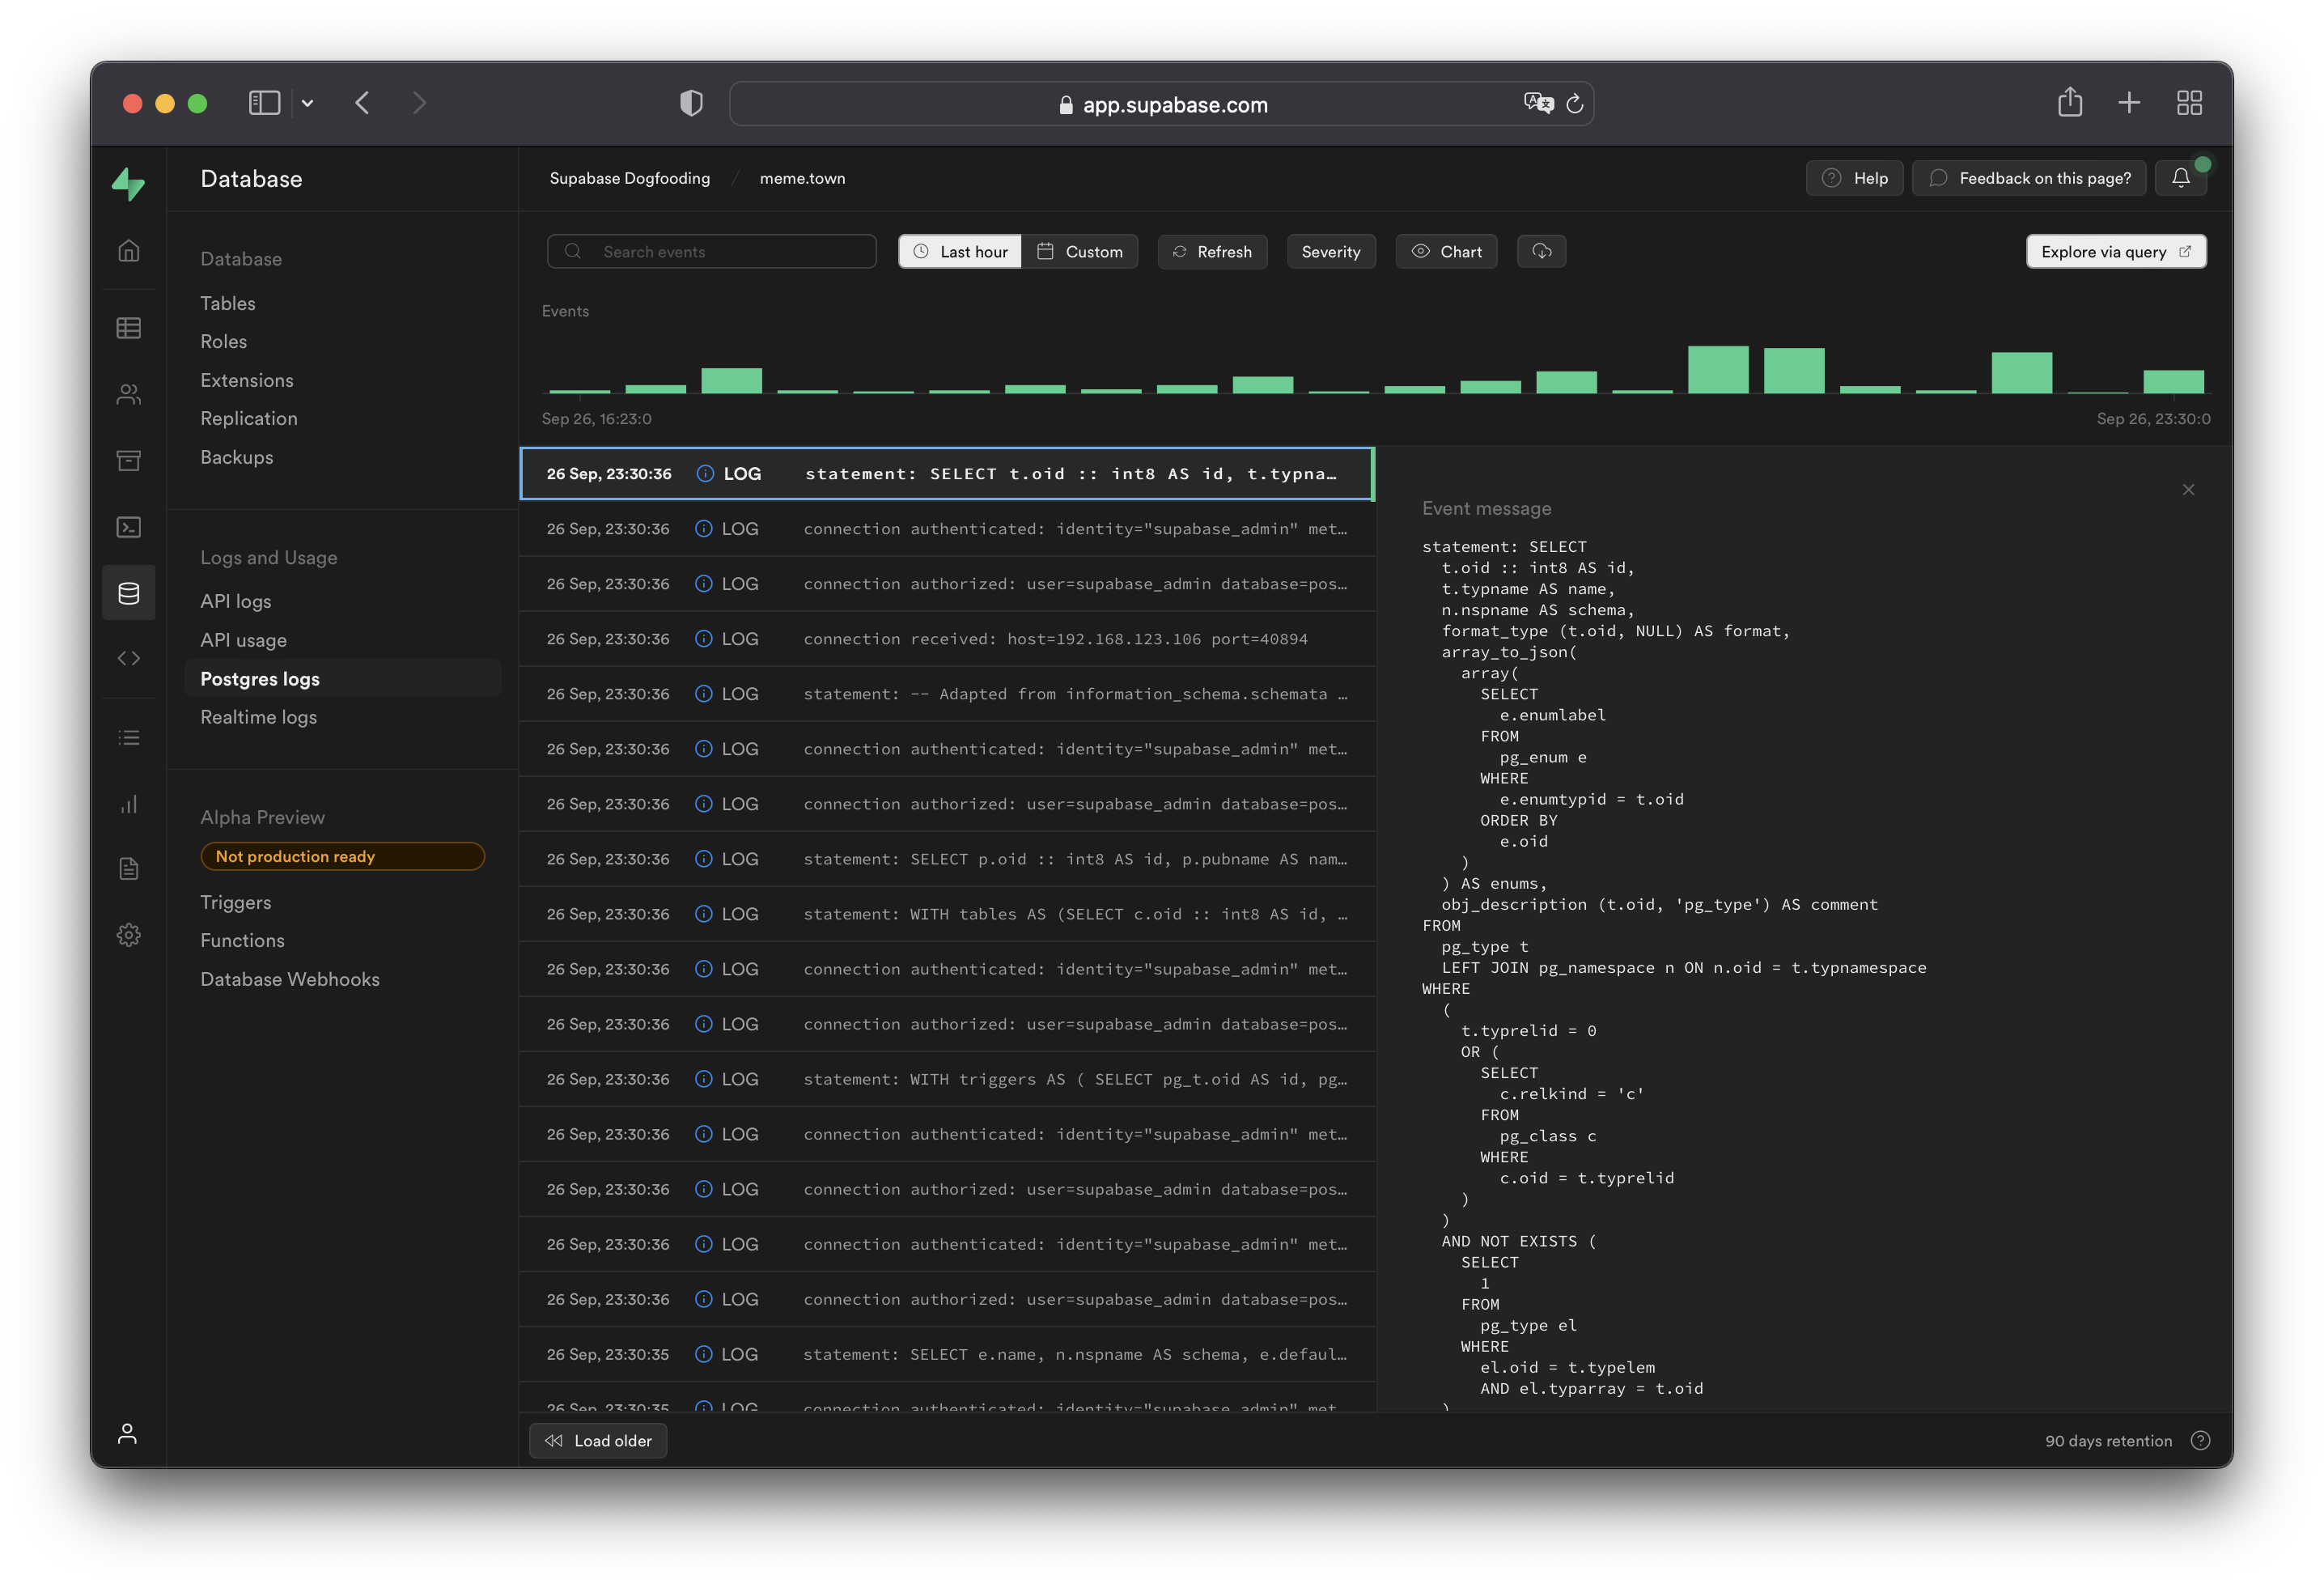 app.supabase.com
Database
Supabase Dogfooding / meme.town
Help
Feedback on this page?
Database
Tables
Roles
Extensions
Replication
Backups
Logs and Usage
API logs
API usage
Postgres logs
Realtime logs
Alpha Preview
Not production ready
Triggers
Functions
Database Webhooks
Search events
Last hour
Custom
Refresh
Severity
Chart
Explore via query
Events
Sep 26, 16:23:0
Sep 26, 23:30:0
26 Sep, 23:30:36 LOG statement: SELECT t.oid :: int8 AS id, t.typna…
26 Sep, 23:30:36 LOG connection authenticated: identity="supabase_admin" met…
26 Sep, 23:30:36 LOG connection authorized: user=supabase_admin database=pos…
26 Sep, 23:30:36 LOG connection received: host=192.168.123.106 port=40894
26 Sep, 23:30:36 LOG statement: -- Adapted from information_schema.schemata …
26 Sep, 23:30:36 LOG connection authenticated: identity="supabase_admin" met…
26 Sep, 23:30:36 LOG connection authorized: user=supabase_admin database=pos…
26 Sep, 23:30:36 LOG statement: SELECT p.oid :: int8 AS id, p.pubname AS nam…
26 Sep, 23:30:36 LOG statement: WITH tables AS (SELECT c.oid :: int8 AS id, …
26 Sep, 23:30:36 LOG connection authenticated: identity="supabase_admin" met…
26 Sep, 23:30:36 LOG connection authorized: user=supabase_admin database=pos…
26 Sep, 23:30:36 LOG statement: WITH triggers AS ( SELECT pg_t.oid AS id, pg…
26 Sep, 23:30:36 LOG connection authenticated: identity="supabase_admin" met…
26 Sep, 23:30:36 LOG connection authorized: user=supabase_admin database=pos…
26 Sep, 23:30:36 LOG connection authenticated: identity="supabase_admin" met…
26 Sep, 23:30:36 LOG connection authorized: user=supabase_admin database=pos…
26 Sep, 23:30:35 LOG statement: SELECT e.name, n.nspname AS schema, e.defaul…
26 Sep, 23:30:35 LOG connection authenticated: identity="supabase_admin" met…
Event message
statement: SELECT
t.oid :: int8 AS id,
t.typname AS name,
n.nspname AS schema,
format_type (t.oid, NULL) AS format,
array_to_json(
array(
SELECT
e.enumlabel
FROM
pg_enum e
WHERE
e.enumtypid = t.oid
ORDER BY
e.oid
)
) AS enums,
obj_description (t.oid, 'pg_type') AS comment
FROM
pg_type t
LEFT JOIN pg_namespace n ON n.oid = t.typnamespace
WHERE
(
t.typrelid = 0
OR (
SELECT
c.relkind = 'c'
FROM
pg_class c
WHERE
c.oid = t.typrelid
)
)
AND NOT EXISTS (
SELECT
1
FROM
pg_type el
WHERE
el.oid = t.typelem
AND el.typarray = t.oid
)
Load older
90 days retention